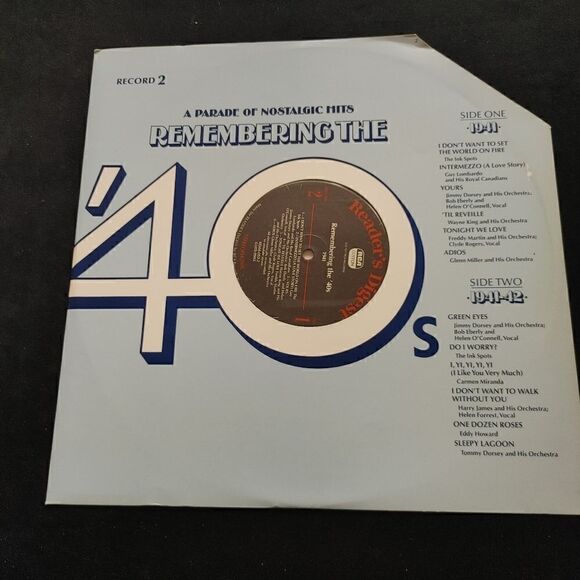 RECORD 2
A PARADE OF NOSTALGIC HITS
REMEMBERING THE
'40s
Reader's Digest
RCA
Remembering the '40s
1941
2
1
SIDE ONE
·1941·
I DON'T WANT TO SET
THE WORLD ON FIRE
The Ink Spots
INTERMEZZO (A Love Story)
Guy Lombardo
and His Royal Canadians
YOURS
Jimmy Dorsey and His Orchestra;
Bob Eberly and
Helen O'Connell, Vocal
'TIL REVEILLE
Wayne King and His Orchestra
TONIGHT WE LOVE
Freddy Martin and His Orchestra;
Clyde Rogers, Vocal
ADIOS
Glenn Miller and His Orchestra
SIDE TWO
·1941-42·
GREEN EYES
Jimmy Dorsey and His Orchestra;
Bob Eberly and
Helen O'Connell, Vocal
DO I WORRY?
The Ink Spots
I, YI, YI, YI, YI
(I Like You Very Much)
Carmen Miranda
I DON'T WANT TO WALK
WITHOUT YOU
Harry James and His Orchestra;
Helen Forrest, Vocal
ONE DOZEN ROSES
Eddy Howard
SLEEPY LAGOON
Tommy Dorsey and His Orchestra